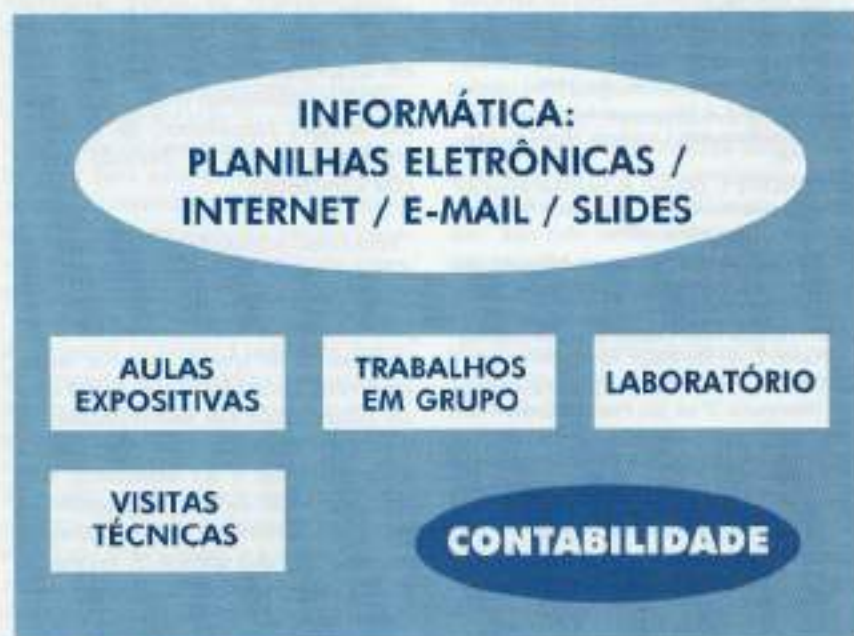 INFORMÁTICA:
PLANILHAS ELETRÔNICAS /
INTERNET / E-MAIL / SLIDES
AULAS
EXPOSITIVAS
TRABALHOS
EM GRUPO
LABORATÓRIO
VISITAS
TÉCNICAS
CONTABILIDADE